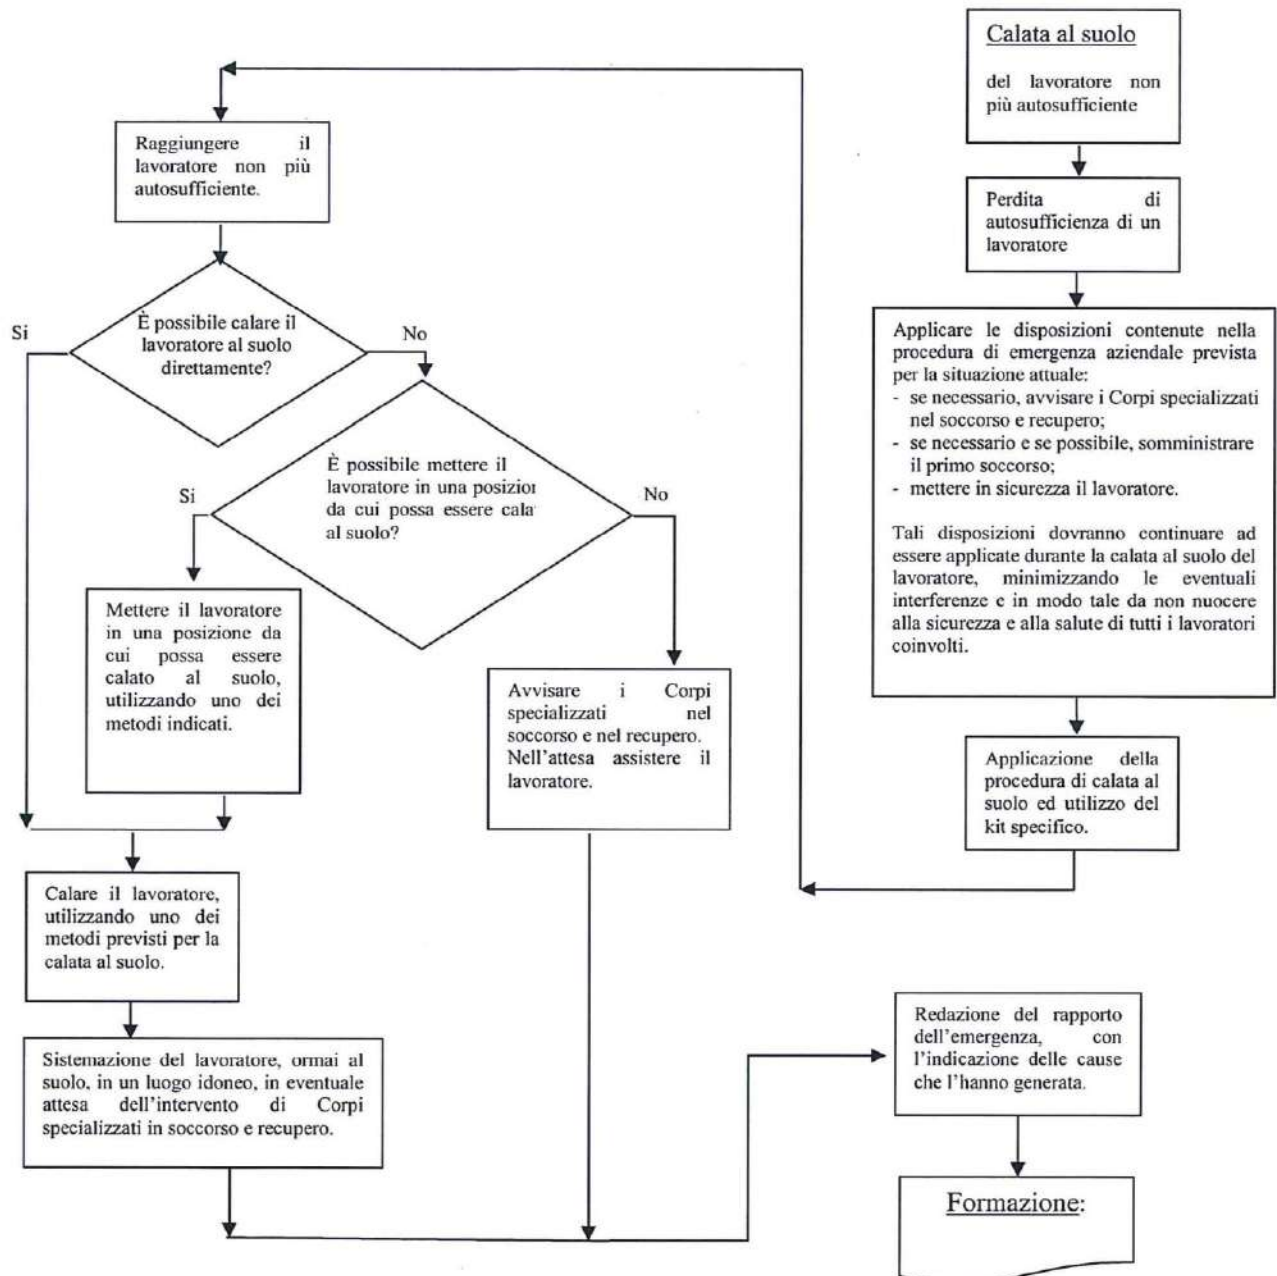 Calata al suolo
del lavoratore non
più autosufficiente
Perdita di
autosufficienza di un
lavoratore
Applicare le disposizioni contenute nella
procedura di emergenza aziendale prevista
per la situazione attuale:
- se necessario, avvisare i Corpi specializzati
nel soccorso e recupero;
- se necessario e se possibile, somministrare
il primo soccorso;
- mettere in sicurezza il lavoratore.
Tali disposizioni dovranno continuare ad
essere applicate durante la calata al suolo del
lavoratore, minimizzando le eventuali
interferenze e in modo tale da non nuocere
alla sicurezza e alla salute di tutti i lavoratori
coinvolti.
Applicazione della
procedura di calata al
suolo ed utilizzo del
kit specifico.
Raggiungere il
lavoratore non più
autosufficiente.
È possibile calare il
lavoratore al suolo
direttamente?
Si
No
È possibile mettere il
lavoratore in una posizior
da cui possa essere cala
al suolo?
Si
No
Mettere il lavoratore
in una posizione da
cui possa essere
calato al suolo,
utilizzando uno dei
metodi indicati.
Avvisare i Corpi
specializzati nel
soccorso e nel recupero.
Nell'attesa assistere il
lavoratore.
Calare il lavoratore,
utilizzando uno dei
metodi previsti per la
calata al suolo.
Sistemazione del lavoratore, ormai al
suolo, in un luogo idoneo, in eventuale
attesa dell'intervento di Corpi
specializzati in soccorso e recupero.
Redazione del rapporto
dell'emergenza, con
l'indicazione delle cause
che l'hanno generata.
Formazione: